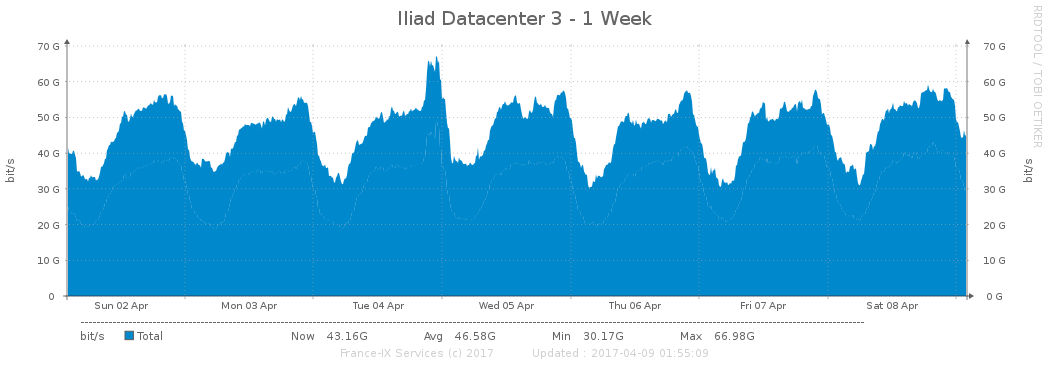 Iliad Datacenter 3 - 1 Week
RRDTOOL / TOBI OETIKER
70 G 70 G
60 G 60 G
50 G 50 G
40 G 40 G
30 G 30 G
20 G 20 G
10 G 10 G
0 0 G
bit/s bit/s
Sun 02 Apr Mon 03 Apr Tue 04 Apr Wed 05 Apr Thu 06 Apr Fri 07 Apr Sat 08 Apr
bit/s Total Now 43.16G Avg 46.58G Min 30.17G Max 66.98G
France-IX Services (c) 2017 Updated : 2017-04-09 01:55:09